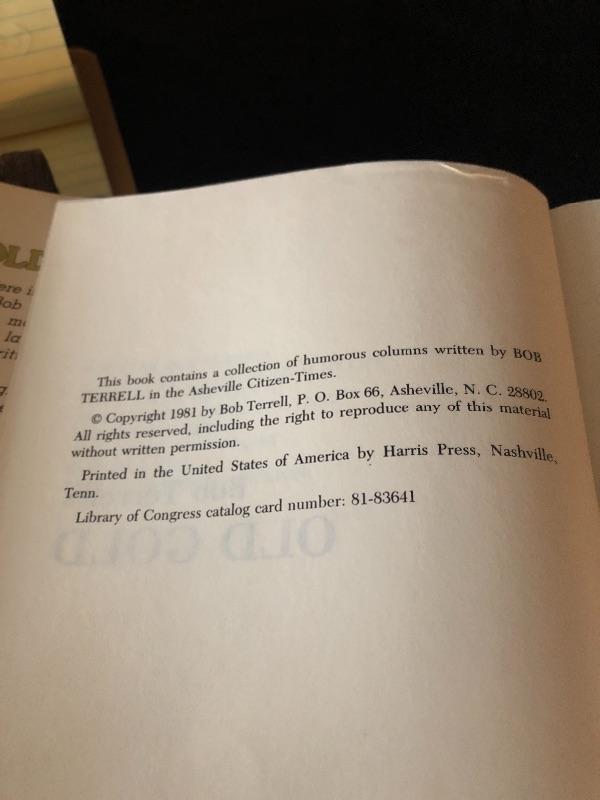 This book contains a collection of humorous columns written by BOB
TERRELL in the Asheville Citizen-Times.
© Copyright 1981 by Bob Terrell, P. O. Box 66, Asheville, N. C. 28802.
All rights reserved, including the right to reproduce any of this material
without written permission.
Printed in the United States of America by Harris Press, Nashville,
Tenn.
Library of Congress catalog card number: 81-83641
OLD GOLD